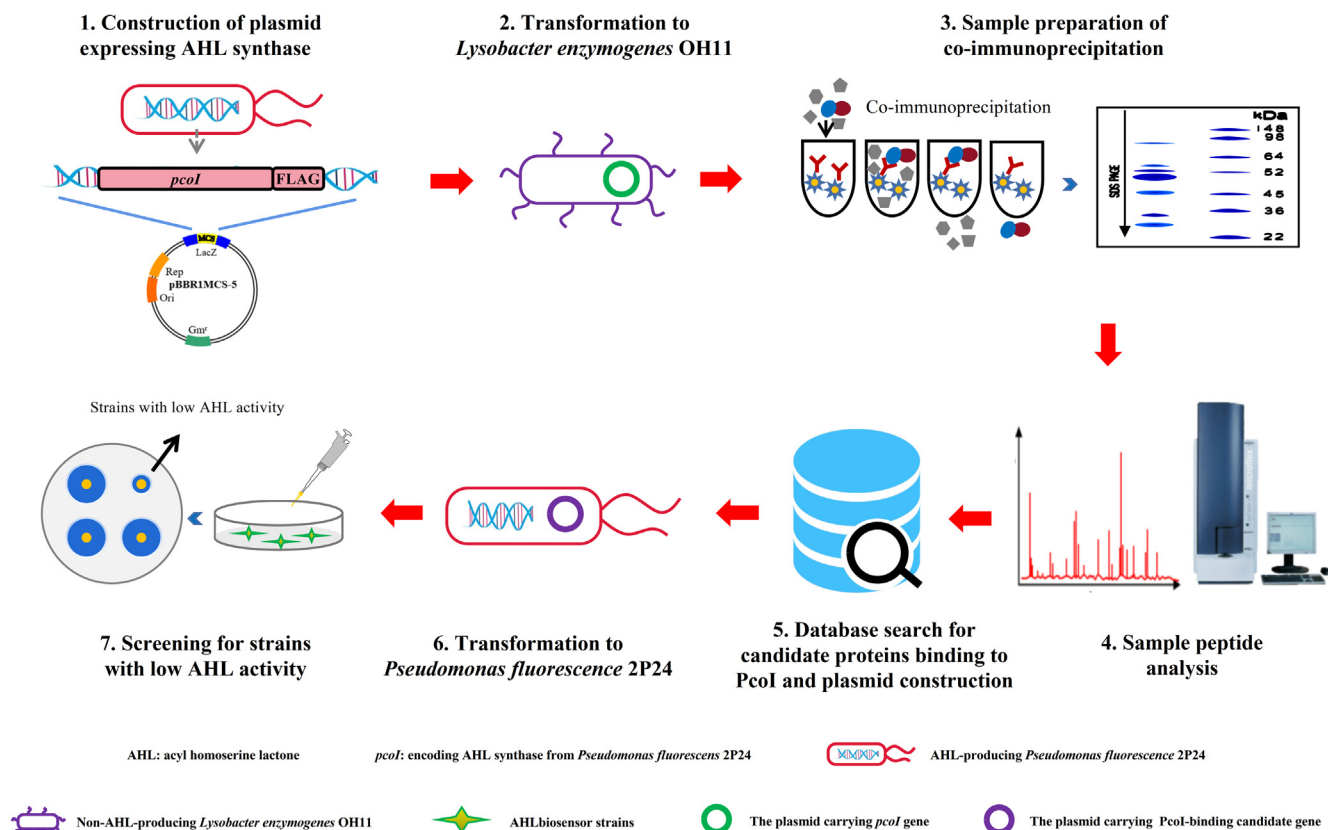 1. Construction of plasmid
expressing AHL synthase
2. Transformation to
Lysobacter enzymogenes OH11
3. Sample preparation of
co-immunoprecipitation
pcoI
FLAG
MCS
LacZ
Rep
pBBR1MCS-5
Ori
Gmr
Co-immunoprecipitation
SDS PAGE
kDa
148
98
64
52
45
36
22
Strains with low AHL activity
7. Screening for strains
with low AHL activity
6. Transformation to
Pseudomonas fluorescence 2P24
5. Database search for
candidate proteins binding to
PcoI and plasmid construction
4. Sample peptide
analysis
AHL: acyl homoserine lactone
pcoI: encoding AHL synthase from Pseudomonas fluorescens 2P24
AHL-producing Pseudomonas fluorescence 2P24
Non-AHL-producing Lysobacter enzymogenes OH11
AHLbiosensor strains
The plasmid carrying pcoI gene
The plasmid carrying PcoI-binding candidate gene